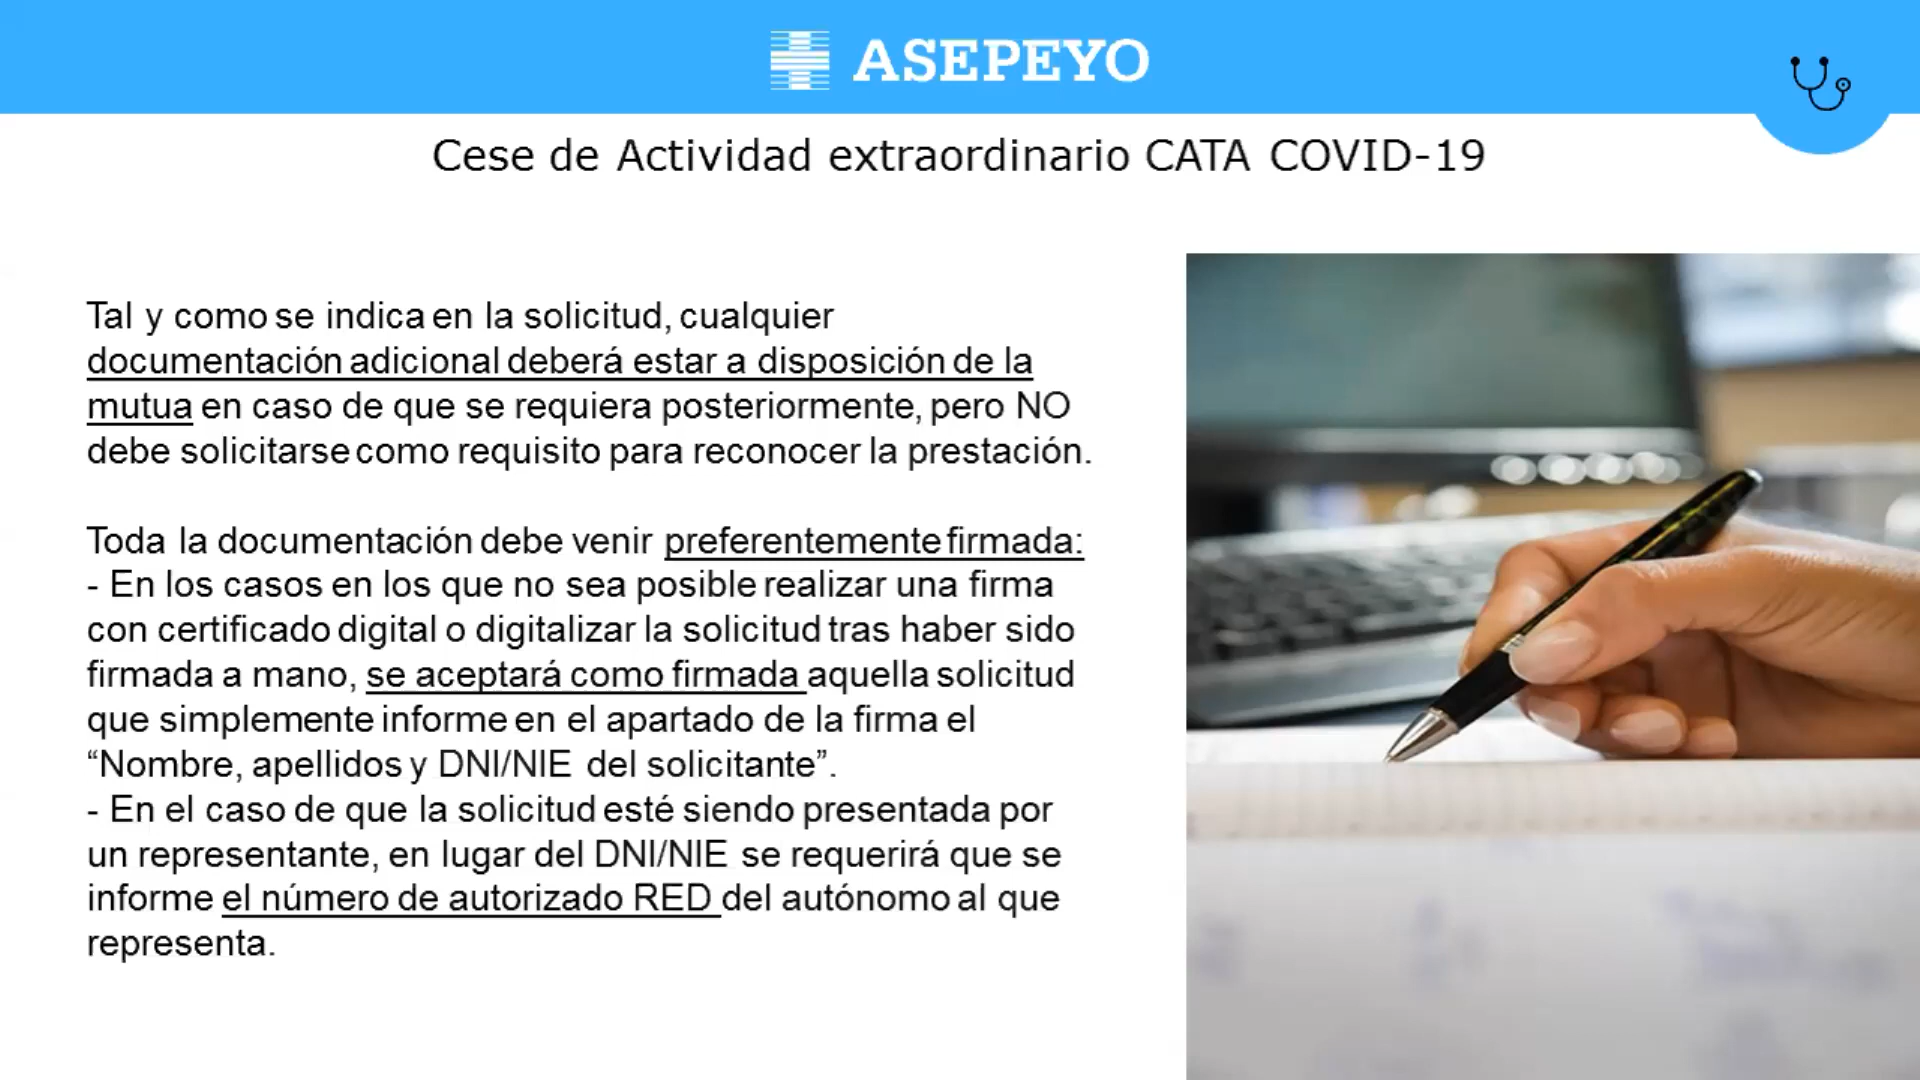 ASEPEYO
Cese de Actividad extraordinario CATA COVID-19
Tal y como se indica en la solicitud, cualquier
documentación adicional deberá estar a disposición de la
mutua en caso de que se requiera posteriormente, pero NO
debe solicitarse como requisito para reconocer la prestación.
Toda la documentación debe venir preferentemente firmada:
- En los casos en los que no sea posible realizar una firma
con certificado digital o digitalizar la solicitud tras haber sido
firmada a mano, se aceptará como firmada aquella solicitud
que simplemente informe en el apartado de la firma el
“Nombre, apellidos y DNI/NIE del solicitante”.
- En el caso de que la solicitud esté siendo presentada por
un representante, en lugar del DNI/NIE se requerirá que se
informe el número de autorizado RED del autónomo al que
representa.